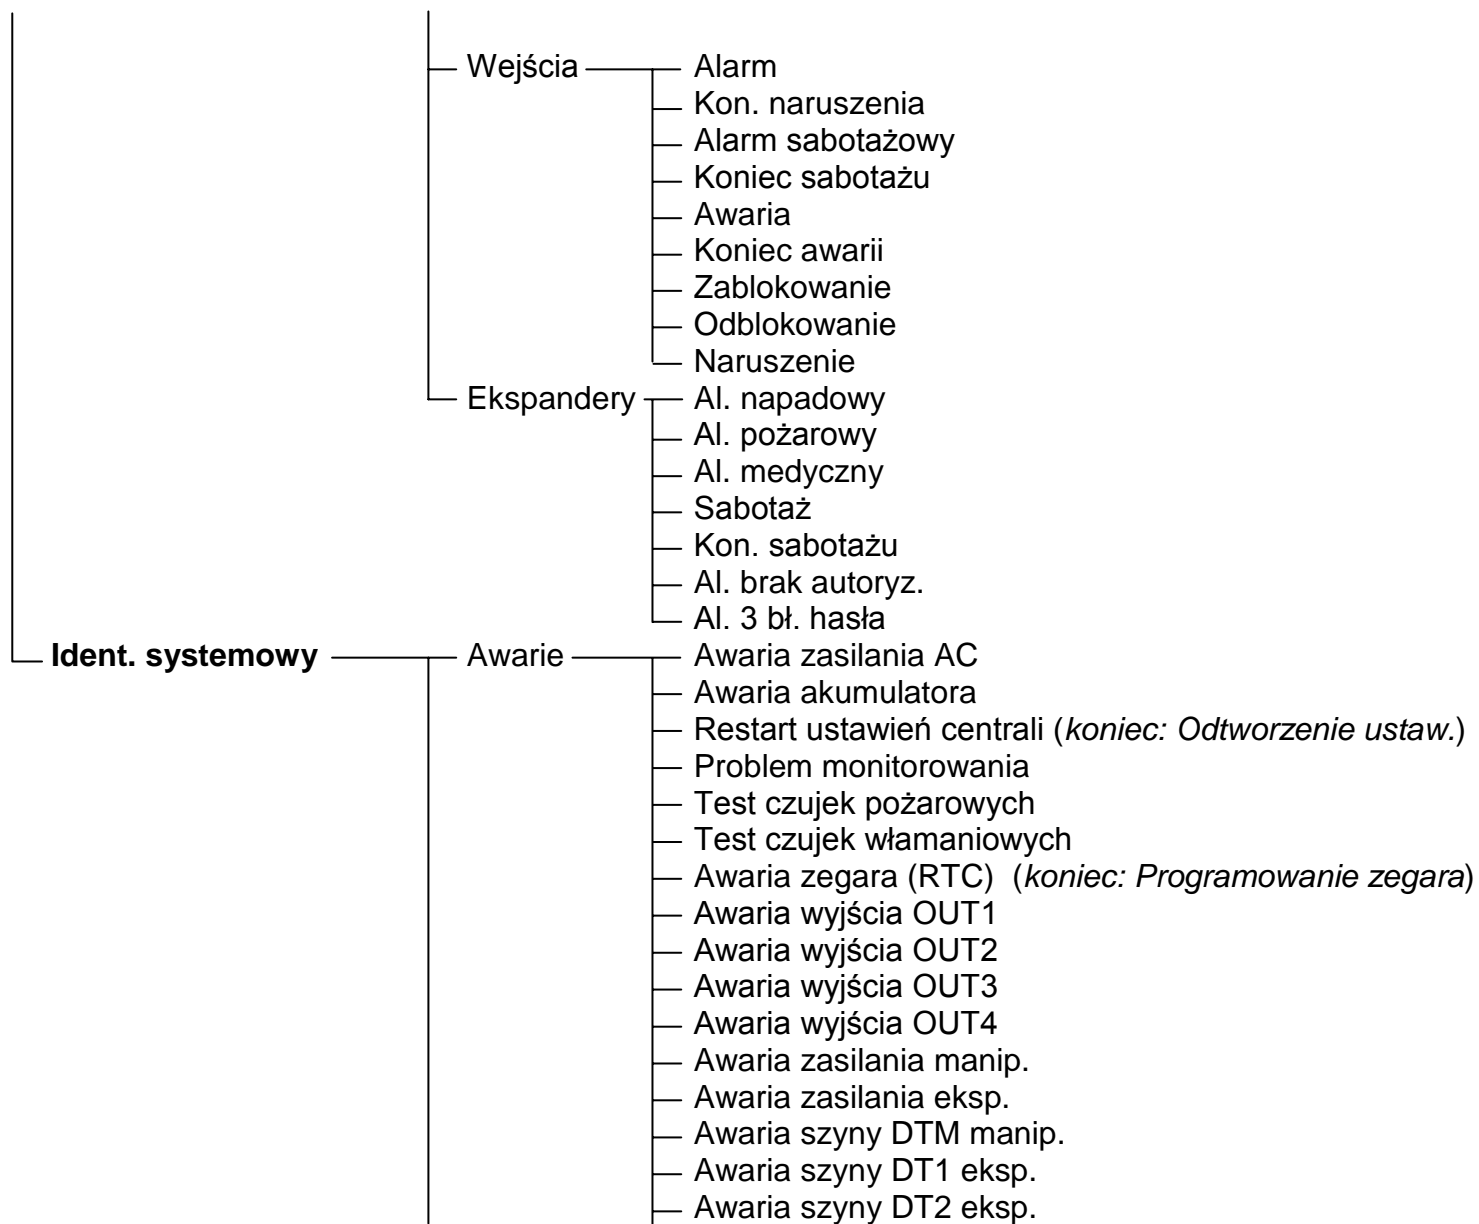 Wejścia Alarm
Kon. naruszenia
Alarm sabotażowy
Koniec sabotażu
Awaria
Koniec awarii
Zablokowanie
Odblokowanie
Naruszenie
Ekspandery Al. napadowy
Al. pożarowy
Al. medyczny
Sabotaż
Kon. sabotażu
Al. brak autoryz.
Al. 3 bł. hasła
Ident. systemowy Awarie Awaria zasilania AC
Awaria akumulatora
Restart ustawień centrali (koniec: Odtworzenie ustaw.)
Problem monitorowania
Test czujek pożarowych
Test czujek włamaniowych
Awaria zegara (RTC) (koniec: Programowanie zegara)
Awaria wyjścia OUT1
Awaria wyjścia OUT2
Awaria wyjścia OUT3
Awaria wyjścia OUT4
Awaria zasilania manip.
Awaria zasilania eksp.
Awaria szyny DTM manip.
Awaria szyny DT1 eksp.
Awaria szyny DT2 eksp.